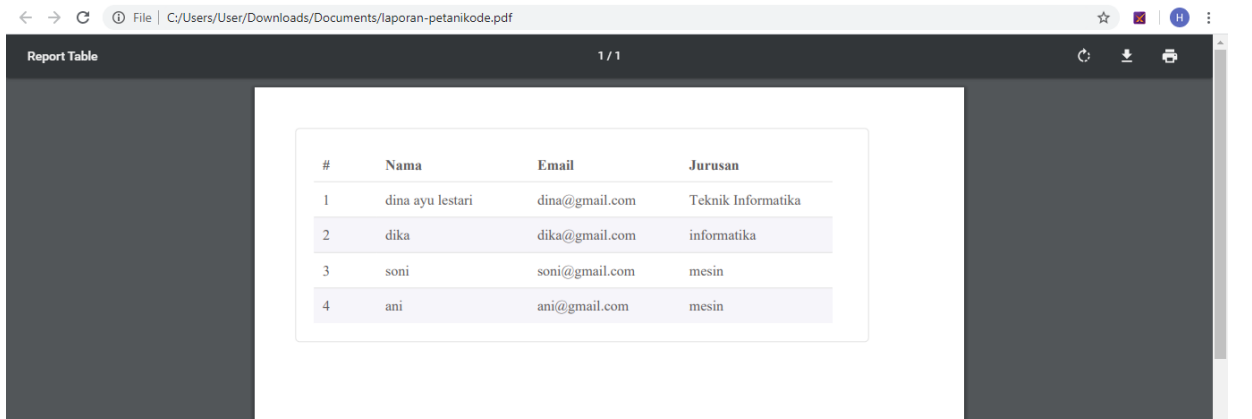 File C:/Users/User/Downloads/Documents/laporan-petanikode.pdf H
Report Table 1 / 1
# Nama Email Jurusan
1 dina ayu lestari dina@gmail.com Teknik Informatika
2 dika dika@gmail.com informatika
3 soni soni@gmail.com mesin
4 ani ani@gmail.com mesin